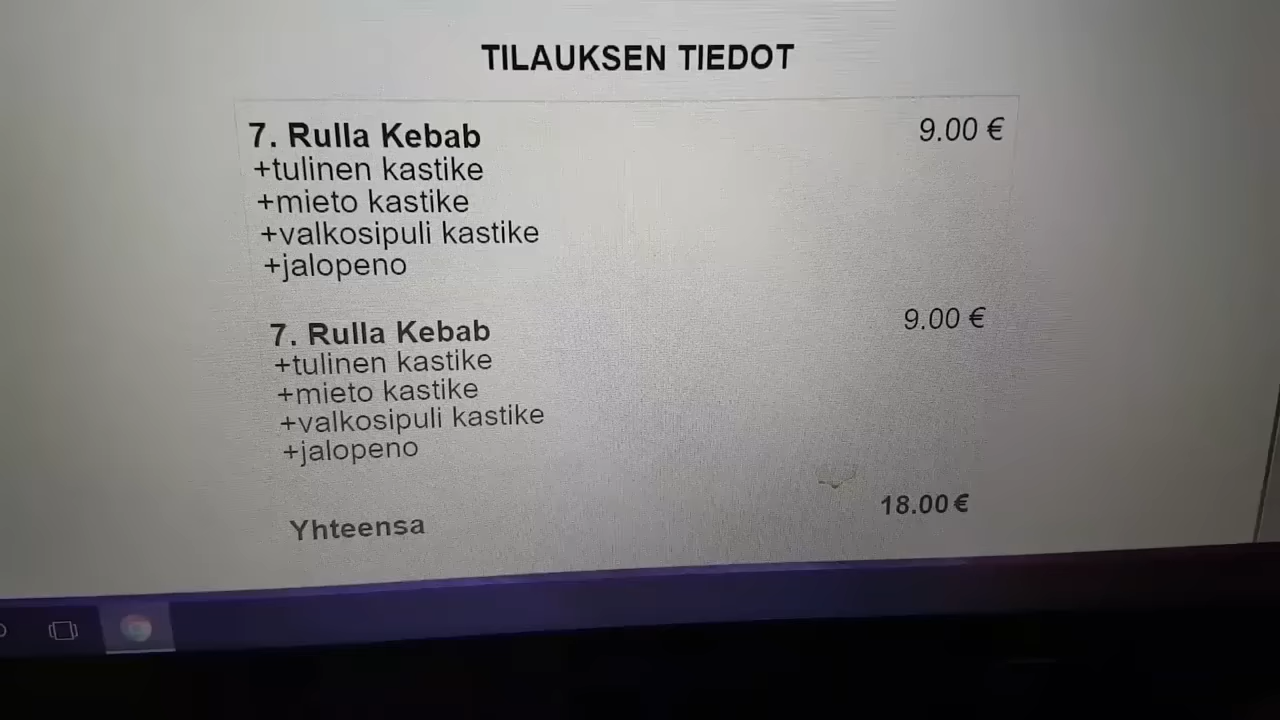 TILAUKSEN TIEDOT
7. Rulla Kebab 9.00 €
+tulinen kastike
+mieto kastike
+valkosipuli kastike
+jalopeno
7. Rulla Kebab 9.00 €
+tulinen kastike
+mieto kastike
+valkosipuli kastike
+jalopeno
Yhteensa 18.00 €